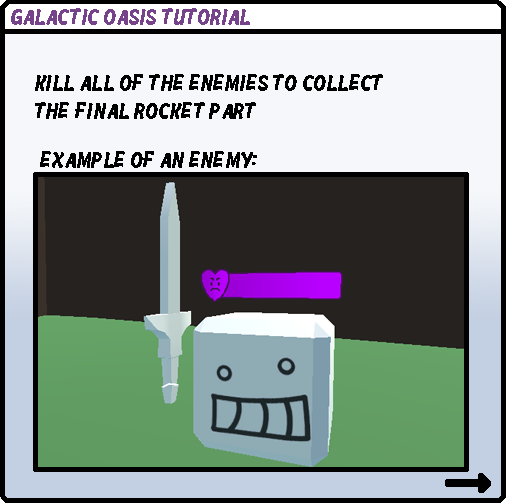 GALACTIC OASIS TUTORIAL
KILL ALL OF THE ENEMIES TO COLLECT
THE FINAL ROCKET PART
EXAMPLE OF AN ENEMY: